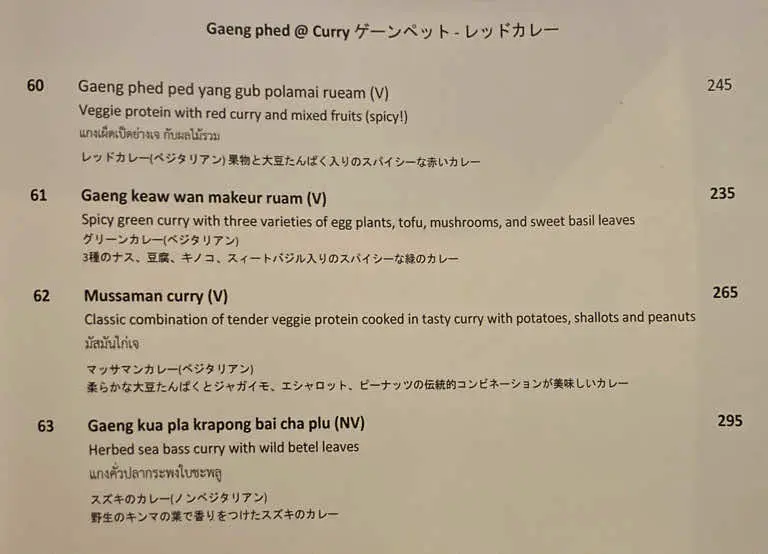 Gaeng phed @ Curry ゲーンペット - レッドカレー
60 Gaeng phed ped yang gub polamai rueam (V) 245
Veggie protein with red curry and mixed fruits (spicy!)
แกงเผ็ดเป็ดย่างเจ กับผลไม้รวม
レッドカレー(ベジタリアン) 果物と大豆たんぱく入りのスパイシーな赤いカレー
61 Gaeng keaw wan makeur ruam (V) 235
Spicy green curry with three varieties of egg plants, tofu, mushrooms, and sweet basil leaves
グリーンカレー(ベジタリアン)
3種のナス、豆腐、キノコ、スィートバジル入りのスパイシーな緑のカレー
62 Mussaman curry (V) 265
Classic combination of tender veggie protein cooked in tasty curry with potatoes, shallots and peanuts
มัสมั่นไก่เจ
マッサマンカレー(ベジタリアン)
柔らかな大豆たんぱくとジャガイモ、エシャロット、ピーナッツの伝統的コンビネーションが美味しいカレー
63 Gaeng kua pla krapong bai cha plu (NV) 295
Herbed sea bass curry with wild betel leaves
แกงคั่วปลากระพงใบชะพลู
スズキのカレー(ノンベジタリアン)
野生のキンマの葉で香りをつけたスズキのカレー